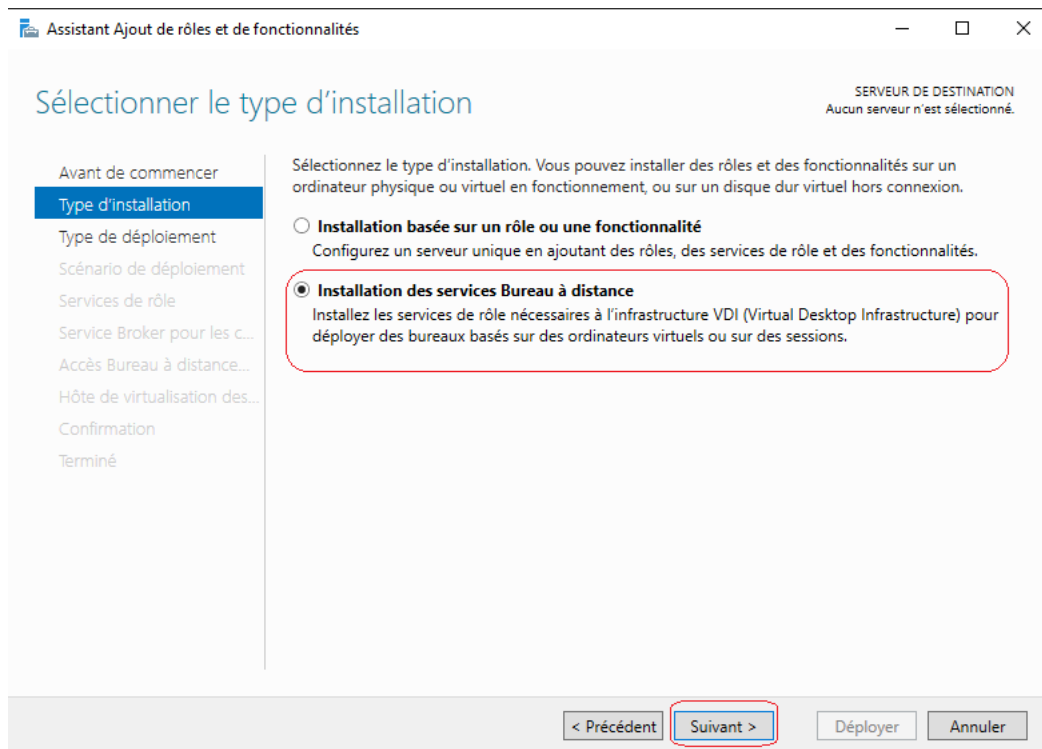 Assistant Ajout de rôles et de fonctionnalités
Sélectionner le type d'installation
SERVEUR DE DESTINATION
Aucun serveur n'est sélectionné.
Avant de commencer
Type d'installation
Type de déploiement
Scénario de déploiement
Services de rôle
Service Broker pour les c...
Accès Bureau à distance...
Hôte de virtualisation des...
Confirmation
Terminé
Sélectionnez le type d'installation. Vous pouvez installer des rôles et des fonctionnalités sur un
ordinateur physique ou virtuel en fonctionnement, ou sur un disque dur virtuel hors connexion.
Installation basée sur un rôle ou une fonctionnalité
Configurez un serveur unique en ajoutant des rôles, des services de rôle et des fonctionnalités.
Installation des services Bureau à distance
Installez les services de rôle nécessaires à l'infrastructure VDI (Virtual Desktop Infrastructure) pour
déployer des bureaux basés sur des ordinateurs virtuels ou sur des sessions.
< Précédent
Suivant >
Déployer
Annuler